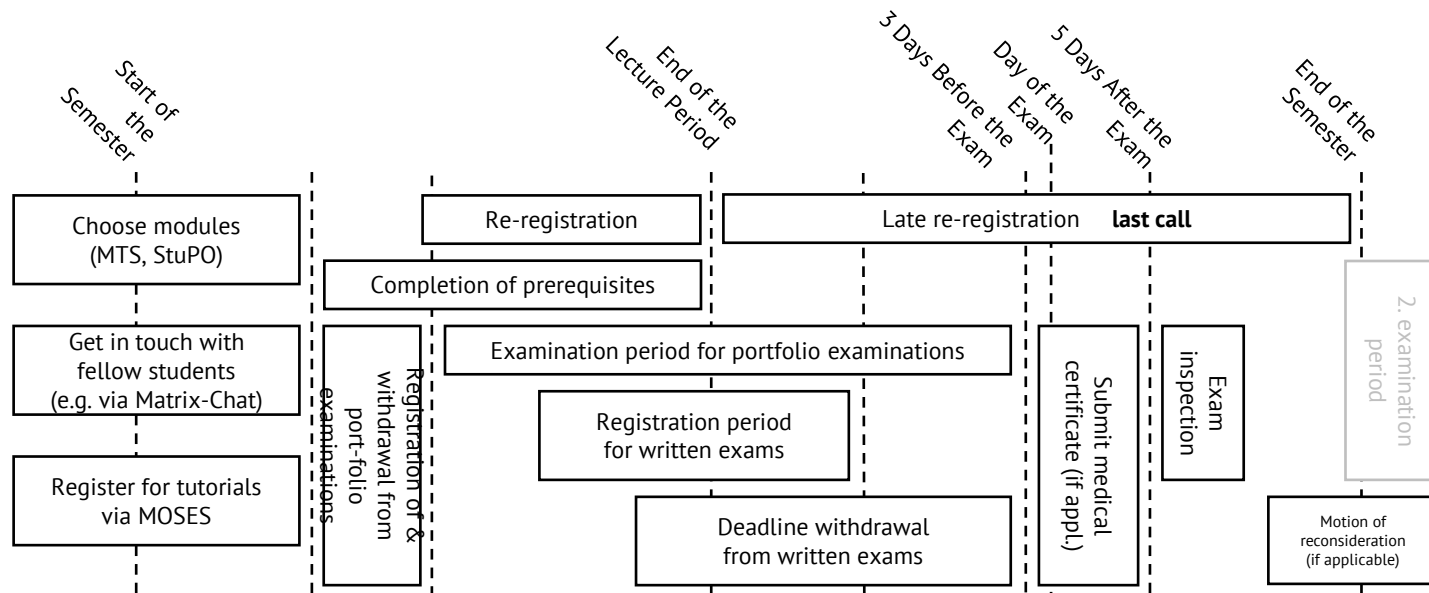 Start of
the
Semester
End of the
Lecture Period
3 Days Before the
Exam
Day of the
Exam
5 Days After the
Exam
End of the
Semester
Choose modules
(MTS, StuPO)
Re-registration
Late re-registration last call
Completion of prerequisites
Get in touch with
fellow students
(e.g. via Matrix-Chat)
Registration of &
withdrawal from
port-folio
examinations
Examination period for portfolio examinations
Registration period
for written exams
Submit medical
certificate (if appl.)
Exam
inspection
2. examination
period
Register for tutorials
via MOSES
Deadline withdrawal
from written exams
Motion of
reconsideration
(if applicable)